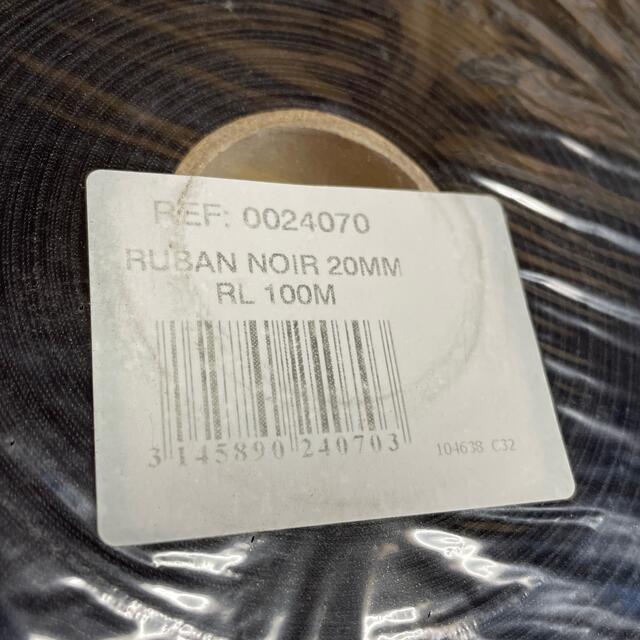 REF: 0024070
RUBAN NOIR 20MM
RL 100M
3 145890 240703
104638 C32